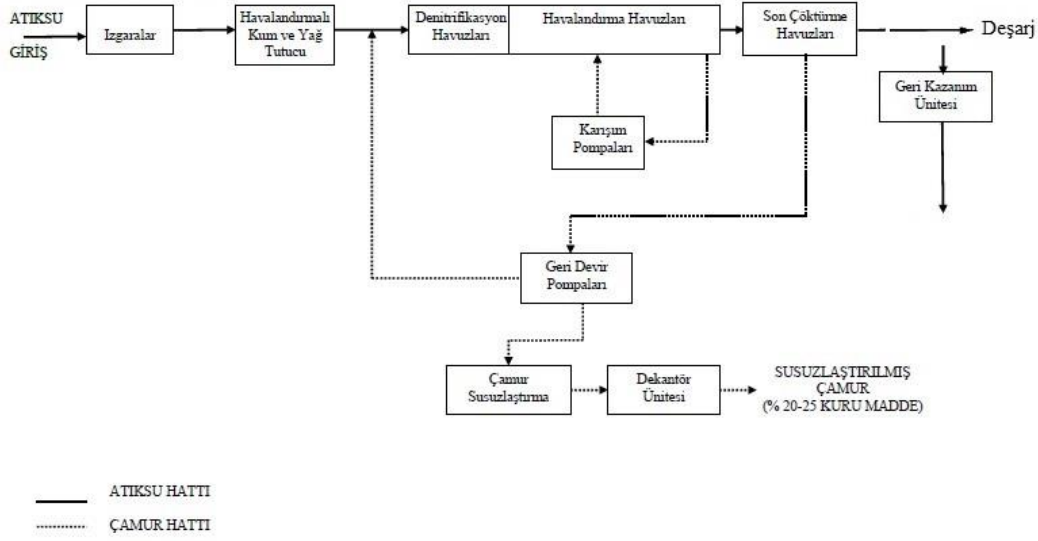 ATIKSU
GİRİŞ
Izgaralar
Havalandırmalı
Kum ve Yağ
Tutucu
Denitrifikasyon
Havuzları
Havalandırma Havuzları
Son Çöktürme
Havuzları
Deşarj
Geri Kazanım
Ünitesi
Karışım
Pompaları
Geri Devir
Pompaları
Çamur
Susuzlaştırma
Dekantör
Ünitesi
SUSUZLAŞTIRILMIŞ
ÇAMUR
(% 20-25 KURU MADDE)
ATIKSU HATTI
ÇAMUR HATTI